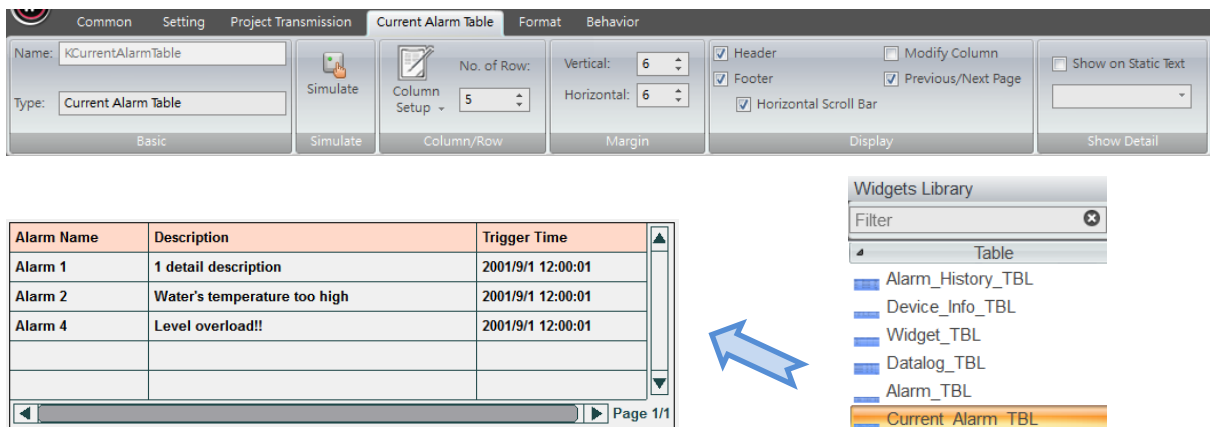 Common Setting Project Transmission Current Alarm Table Format Behavior
Name: KCurrentAlarmTable
Type: Current Alarm Table
Basic
Simulate
Simulate
Column Setup
No. of Row:
5
Column/Row
Vertical: 6
Horizontal: 6
Margin
Header
Footer
Horizontal Scroll Bar
Modify Column
Previous/Next Page
Display
Show on Static Text
Show Detail
Alarm Name Description Trigger Time
Alarm 1 1 detail description 2001/9/1 12:00:01
Alarm 2 Water's temperature too high 2001/9/1 12:00:01
Alarm 4 Level overload!! 2001/9/1 12:00:01
Page 1/1
Widgets Library
Filter
Table
Alarm_History_TBL
Device_Info_TBL
Widget_TBL
Datalog_TBL
Alarm_TBL
Current_Alarm_TBL